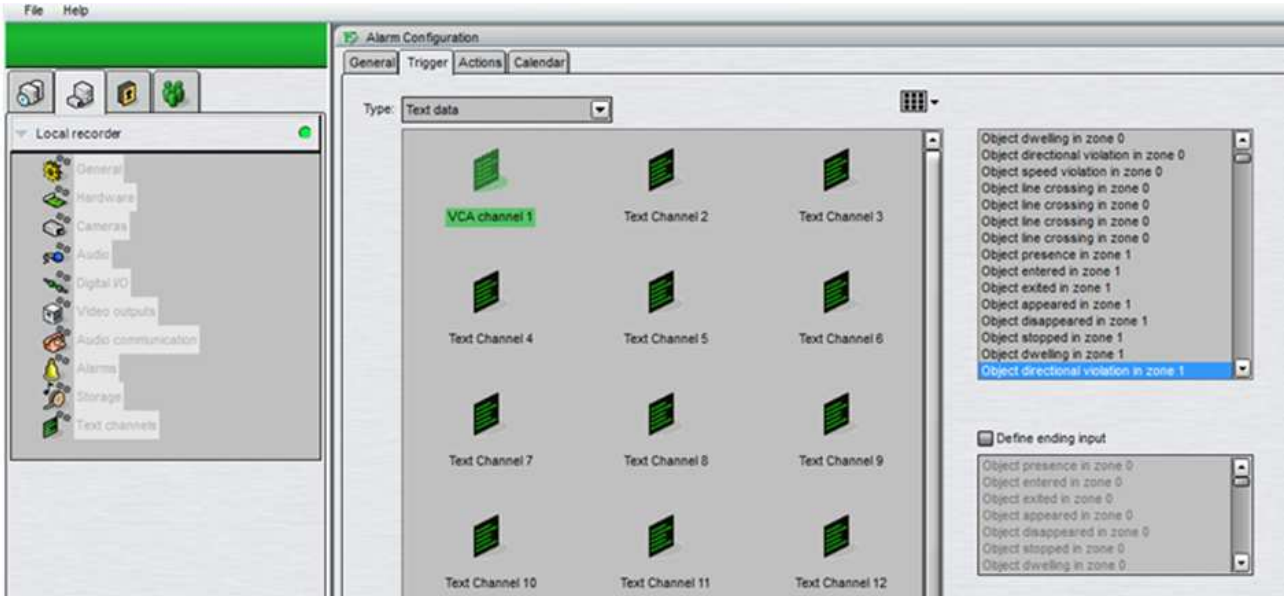 File Help
Alarm Configuration
General Trigger Actions Calendar
Type: Text data
Local recorder
General
Hardware
Cameras
Audio
Digital I/O
Video outputs
Audio communication
Alarms
Storage
Text channels
VCA channel 1 Text Channel 2 Text Channel 3
Text Channel 4 Text Channel 5 Text Channel 6
Text Channel 7 Text Channel 8 Text Channel 9
Text Channel 10 Text Channel 11 Text Channel 12
Object dwelling in zone 0
Object directional violation in zone 0
Object speed violation in zone 0
Object line crossing in zone 0
Object line crossing in zone 0
Object line crossing in zone 0
Object line crossing in zone 0
Object presence in zone 1
Object entered in zone 1
Object exited in zone 1
Object appeared in zone 1
Object disappeared in zone 1
Object stopped in zone 1
Object dwelling in zone 1
Object directional violation in zone 1
Define ending input
Object presence in zone 0
Object entered in zone 0
Object exited in zone 0
Object appeared in zone 0
Object disappeared in zone 0
Object stopped in zone 0
Object dwelling in zone 0